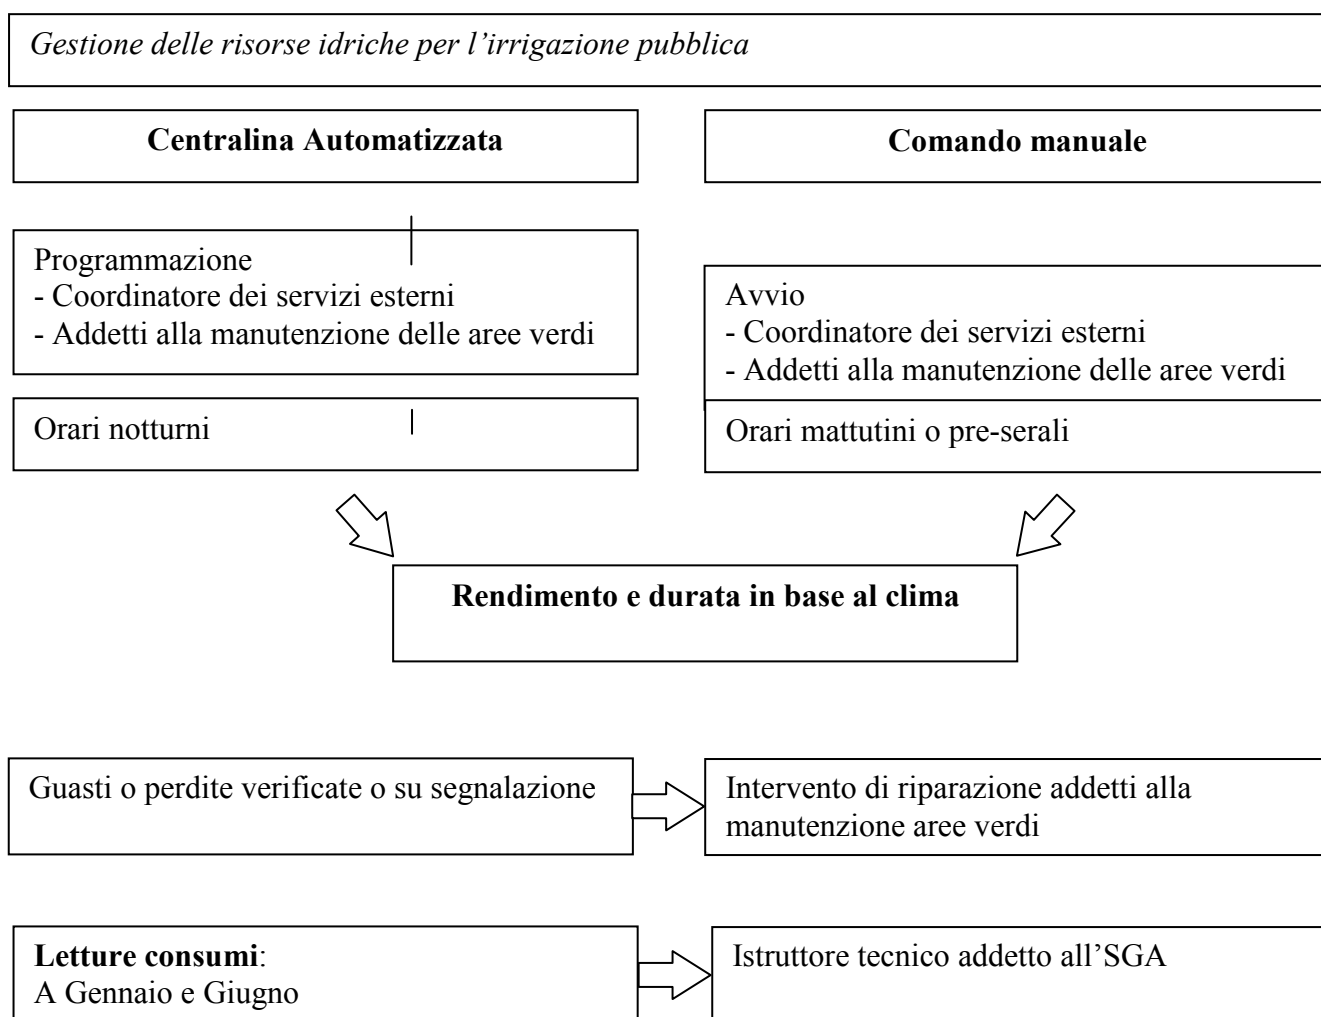 Gestione delle risorse idriche per l’irrigazione pubblica
Centralina Automatizzata
Comando manuale
Programmazione
- Coordinatore dei servizi esterni
- Addetti alla manutenzione delle aree verdi
Avvio
- Coordinatore dei servizi esterni
- Addetti alla manutenzione delle aree verdi
Orari notturni
Orari mattutini o pre-serali
Rendimento e durata in base al clima
Guasti o perdite verificate o su segnalazione
Intervento di riparazione addetti alla
manutenzione aree verdi
Letture consumi:
A Gennaio e Giugno
Istruttore tecnico addetto all’SGA